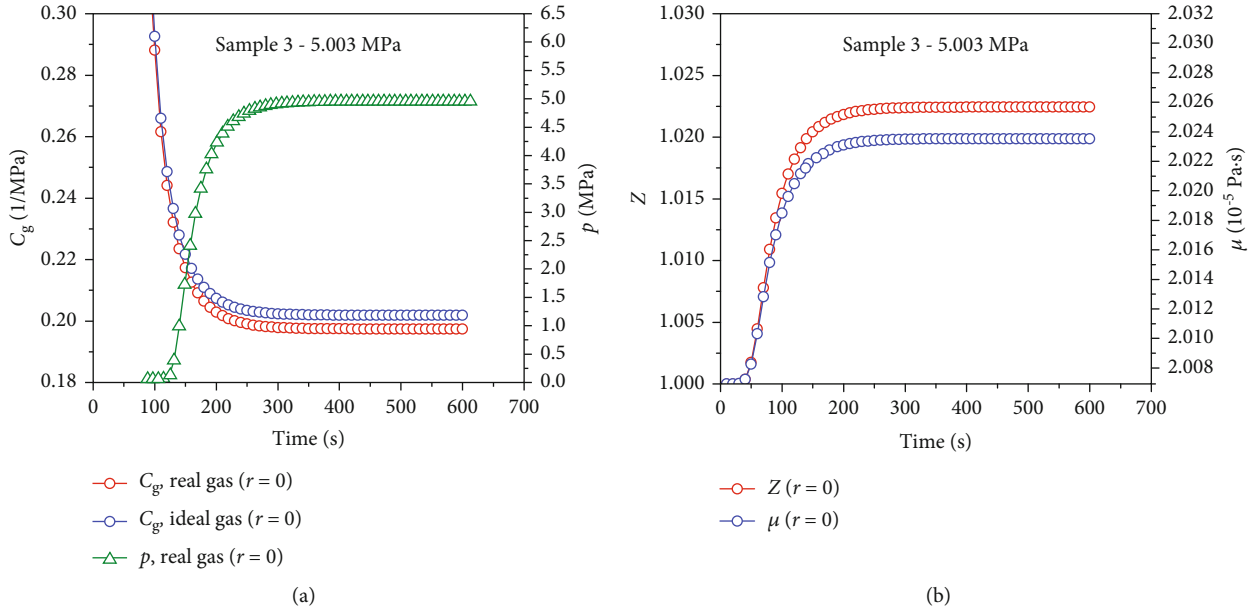 Sample 3 - 5.003 MPa
0.30
0.28
0.26
0.24
0.22
0.20
0.18
C_g (1/MPa)
6.5
6.0
5.5
5.0
4.5
4.0
3.5
3.0
2.5
2.0
1.5
1.0
0.5
0.0
p (MPa)
0 100 200 300 400 500 600 700
Time (s)
C_g, real gas (r = 0)
C_g, ideal gas (r = 0)
p, real gas (r = 0)
(a)
Sample 3 - 5.003 MPa
1.030
1.025
1.020
1.015
1.010
1.005
1.000
Z
2.032
2.030
2.028
2.026
2.024
2.022
2.020
2.018
2.016
2.014
2.012
2.010
2.008
μ (10⁻⁵ Pa·s)
0 100 200 300 400 500 600 700
Time (s)
Z (r = 0)
μ (r = 0)
(b)